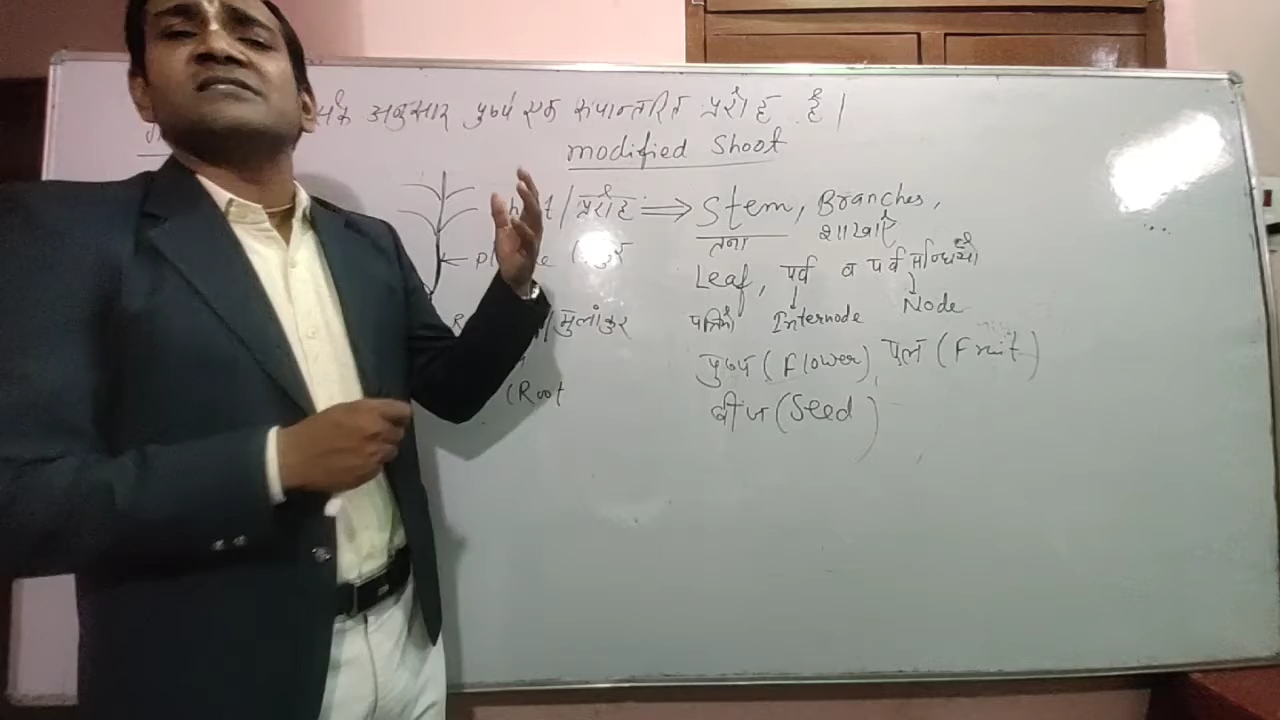 के अनुसार पुष्प एक रूपान्तरित प्ररोह है।
modified Shoot
/ प्ररोह ⇒ Stem, Branches,
तना शाखाएँ
Leaf, पर्व व पर्व सन्धियाँ
/ मुलांकुर पत्तियाँ Internode Node
पुष्प (Flower), फल (Fruit)
(Root बीज (Seed)